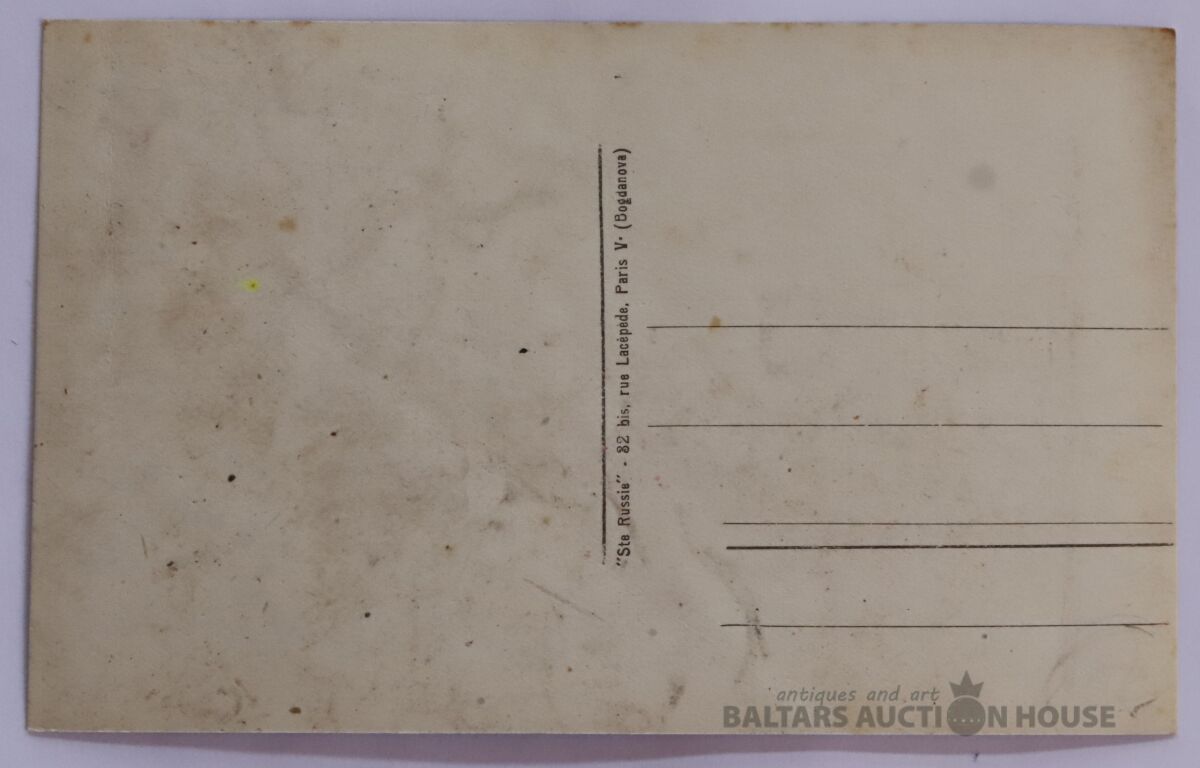 "Ste Russie" - 82 bis, rue Lacépède, Paris V· (Bogdanova)
antiques and art
BALTARS AUCTION HOUSE